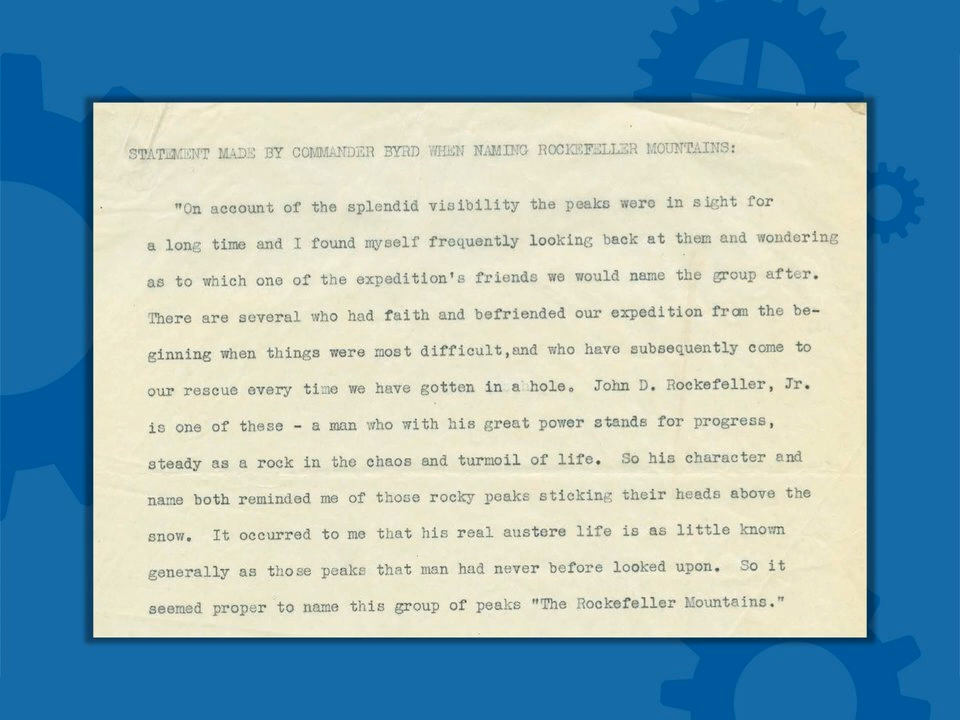 STATEMENT MADE BY COMMANDER BYRD WHEN NAMING ROCKEFELLER MOUNTAINS:
"On account of the splendid visibility the peaks were in sight for
a long time and I found myself frequently looking back at them and wondering
as to which one of the expedition's friends we would name the group after.
There are several who had faith and befriended our expedition from the be-
ginning when things were most difficult,and who have subsequently come to
our rescue every time we have gotten in a hole. John D. Rockefeller, Jr.
is one of these - a man who with his great power stands for progress,
steady as a rock in the chaos and turmoil of life. So his character and
name both reminded me of those rocky peaks sticking their heads above the
snow. It occurred to me that his real austere life is as little known
generally as those peaks that man had never before looked upon. So it
seemed proper to name this group of peaks "The Rockefeller Mountains."